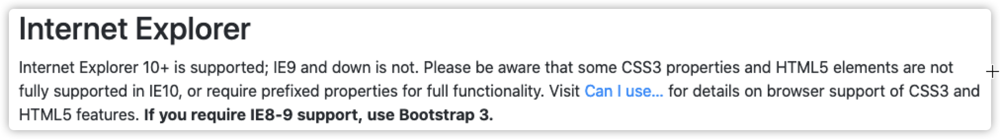 Internet Explorer
Internet Explorer 10+ is supported; IE9 and down is not. Please be aware that some CSS3 properties and HTML5 elements are not
fully supported in IE10, or require prefixed properties for full functionality. Visit Can I use... for details on browser support of CSS3 and
HTML5 features. If you require IE8-9 support, use Bootstrap 3.